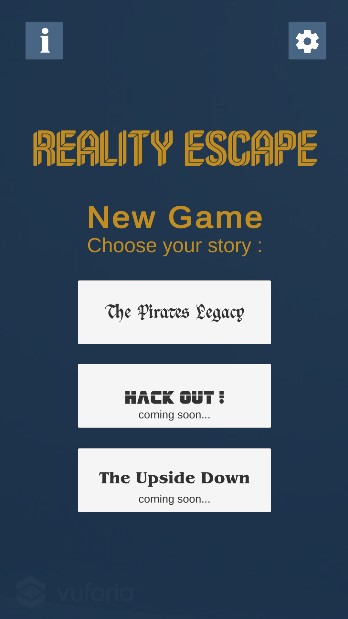 i
REALITY ESCAPE
New Game
Choose your story :
The Pirates Legacy
HACK OUT !
coming soon...
The Upside Down
coming soon...
vuforia